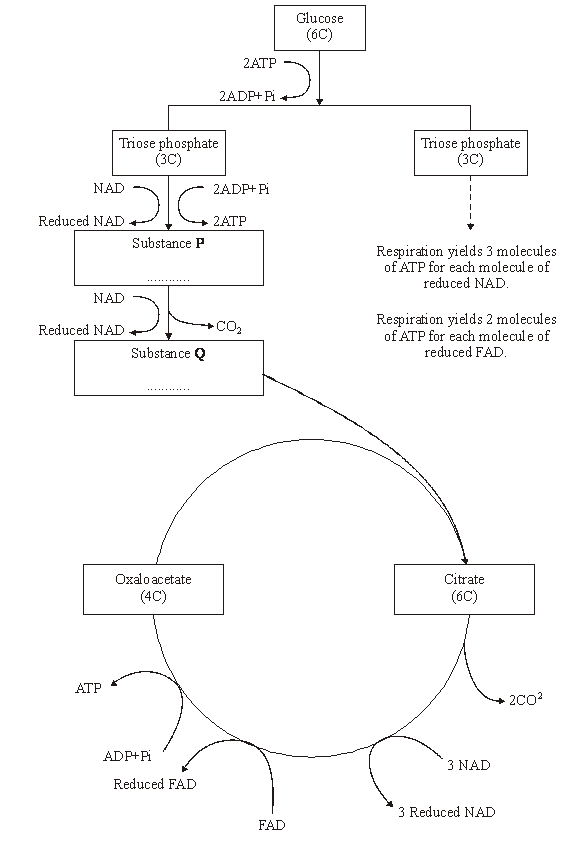 Glucose
(6C)
2ATP
2ADP+Pi
Triose phosphate
(3C)
Triose phosphate
(3C)
NAD
2ADP+Pi
Reduced NAD
2ATP
Substance P
............
Respiration yields 3 molecules
of ATP for each molecule of
reduced NAD.
NAD
Reduced NAD
CO₂
Respiration yields 2 molecules
of ATP for each molecule of
reduced FAD.
Substance Q
............
Oxaloacetate
(4C)
Citrate
(6C)
ATP
2CO²
ADP+Pi
3 NAD
Reduced FAD
3 Reduced NAD
FAD